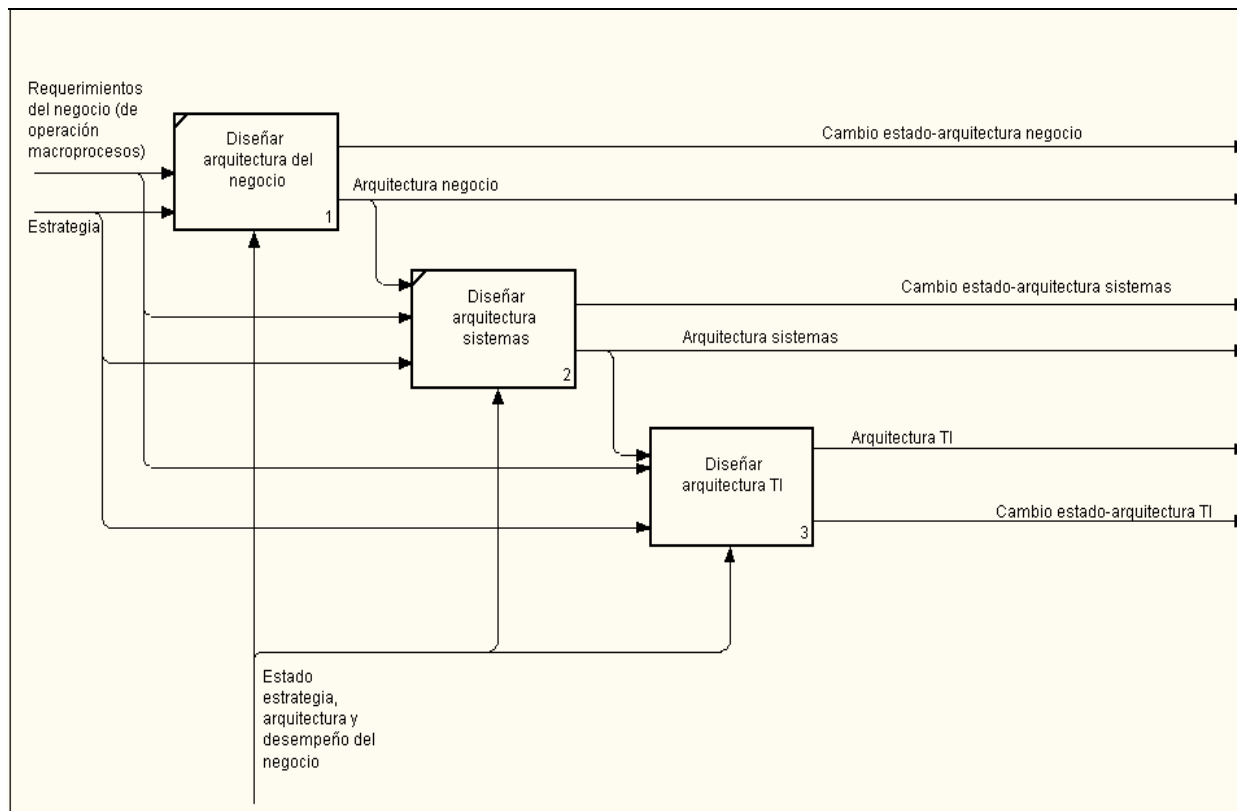 Requerimientos
del negocio (de
operación
macroprocesos)
Estrategia
Diseñar
arquitectura del
negocio
1
Cambio estado-arquitectura negocio
Arquitectura negocio
Diseñar
arquitectura
sistemas
2
Cambio estado-arquitectura sistemas
Arquitectura sistemas
Diseñar
arquitectura TI
3
Arquitectura TI
Cambio estado-arquitectura TI
Estado
estrategia,
arquitectura y
desempeño del
negocio